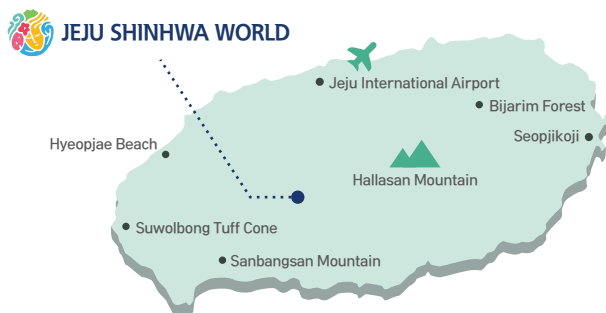 JEJU SHINHWA WORLD
Jeju International Airport
Bijarim Forest
Seopjikoji
Hyeopjae Beach
Hallasan Mountain
Suwolbong Tuff Cone
Sanbangsan Mountain